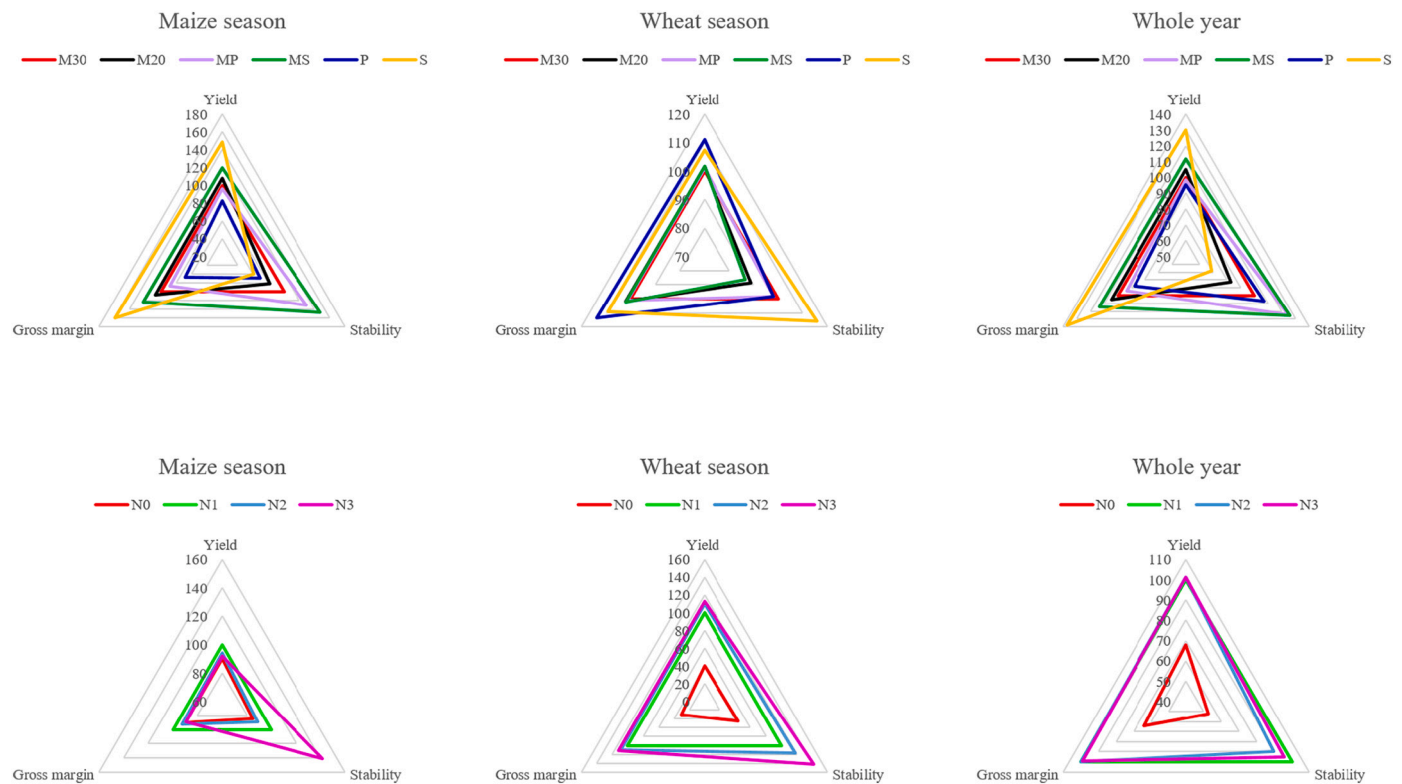 Maize season
M30 M20 MP MS P S
Yield
180
160
140
120
100
80
60
40
20
Gross margin
Stability
Wheat season
M30 M20 MP MS P S
Yield
120
110
100
90
80
70
Gross margin
Stability
Whole year
M30 M20 MP MS P S
Yield
140
130
120
110
100
90
80
70
60
50
Gross margin
Stability
Maize season
N0 N1 N2 N3
Yield
160
140
120
100
80
60
Gross margin
Stability
Wheat season
N0 N1 N2 N3
Yield
160
140
120
100
80
60
40
20
0
Gross margin
Stability
Whole year
N0 N1 N2 N3
Yield
110
100
90
80
70
60
50
40
Gross margin
Stability